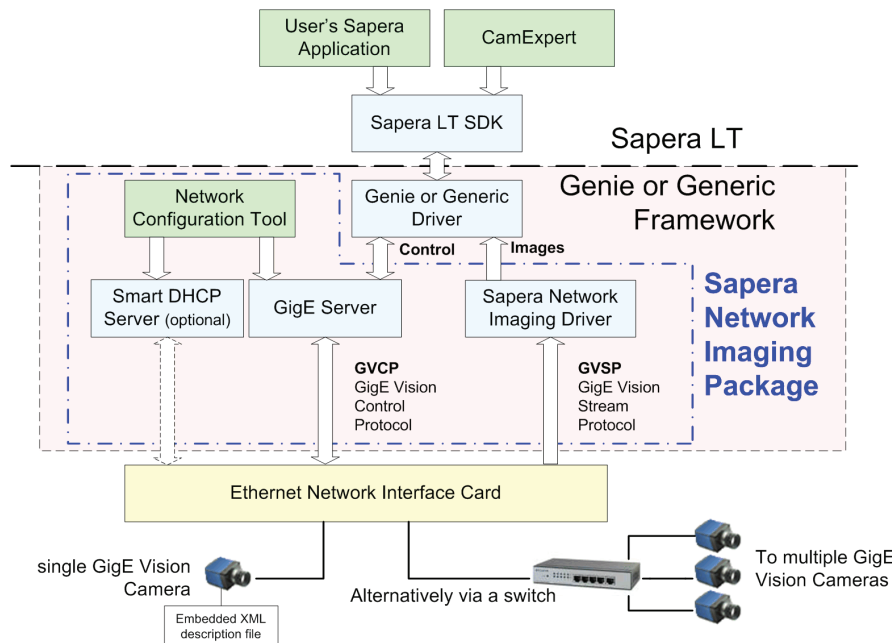 User's Sapera
Application
CamExpert
Sapera LT SDK
Sapera LT
Genie or Generic
Framework
Network
Configuration Tool
Genie or Generic
Driver
Control
Images
Smart DHCP
Server (optional)
GigE Server
Sapera Network
Imaging Driver
Sapera
Network
Imaging
Package
GVCP
GigE Vision
Control
Protocol
GVSP
GigE Vision
Stream
Protocol
Ethernet Network Interface Card
single GigE Vision
Camera
Embedded XML
description file
Alternatively via a switch
To multiple GigE
Vision Cameras